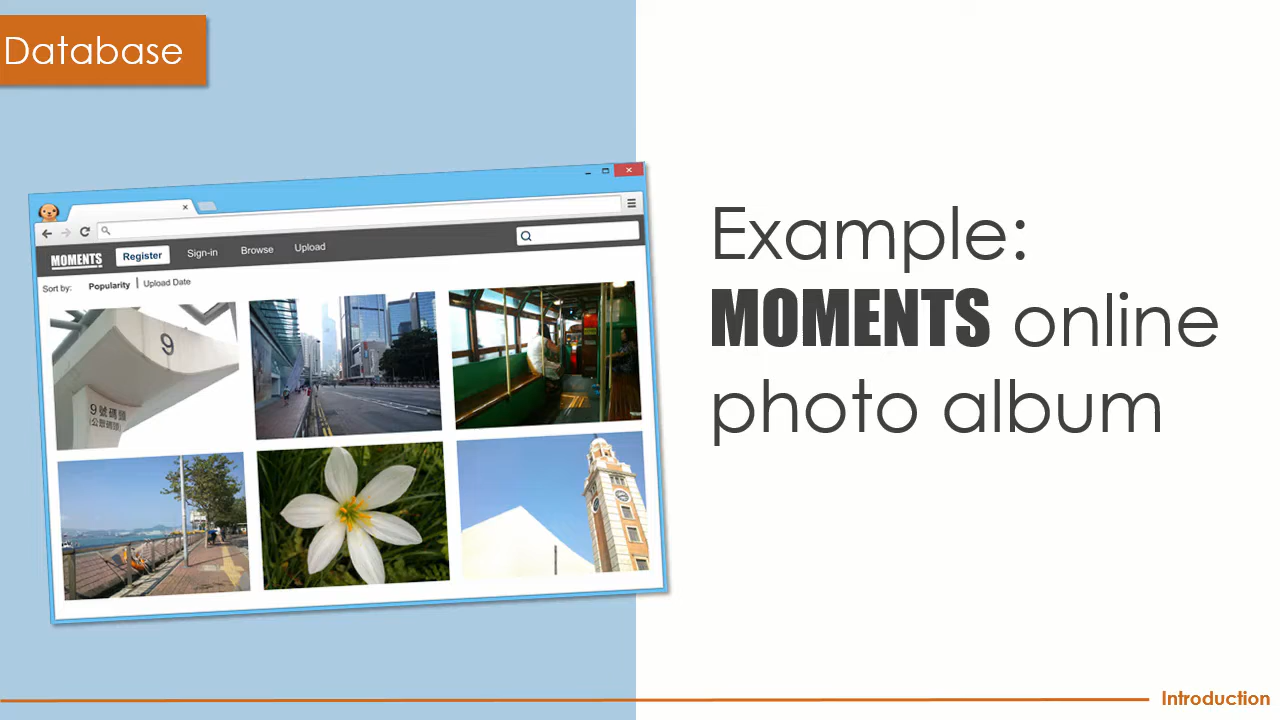 Database
MOMENTS
Register
Sign-in
Browse
Upload
Sort by:
Popularity
Upload Date
9
9號碼頭
(公眾碼頭)
Example:
MOMENTS online
photo album
Introduction